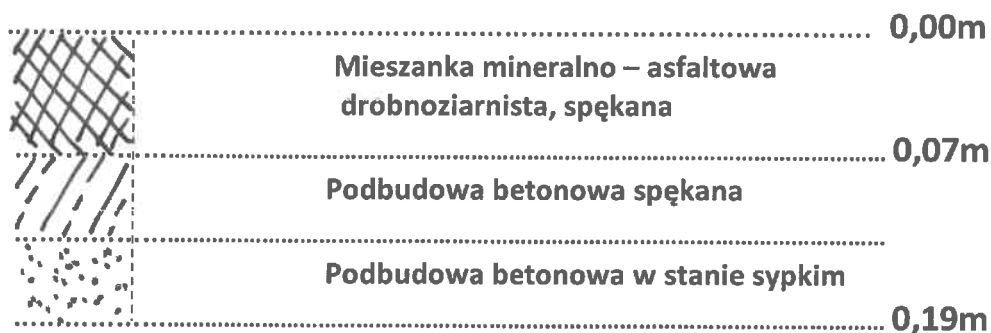 0,00m
Mieszanka mineralno – asfaltowa
drobnoziarnista, spękana
0,07m
Podbudowa betonowa spękana
Podbudowa betonowa w stanie sypkim
0,19m